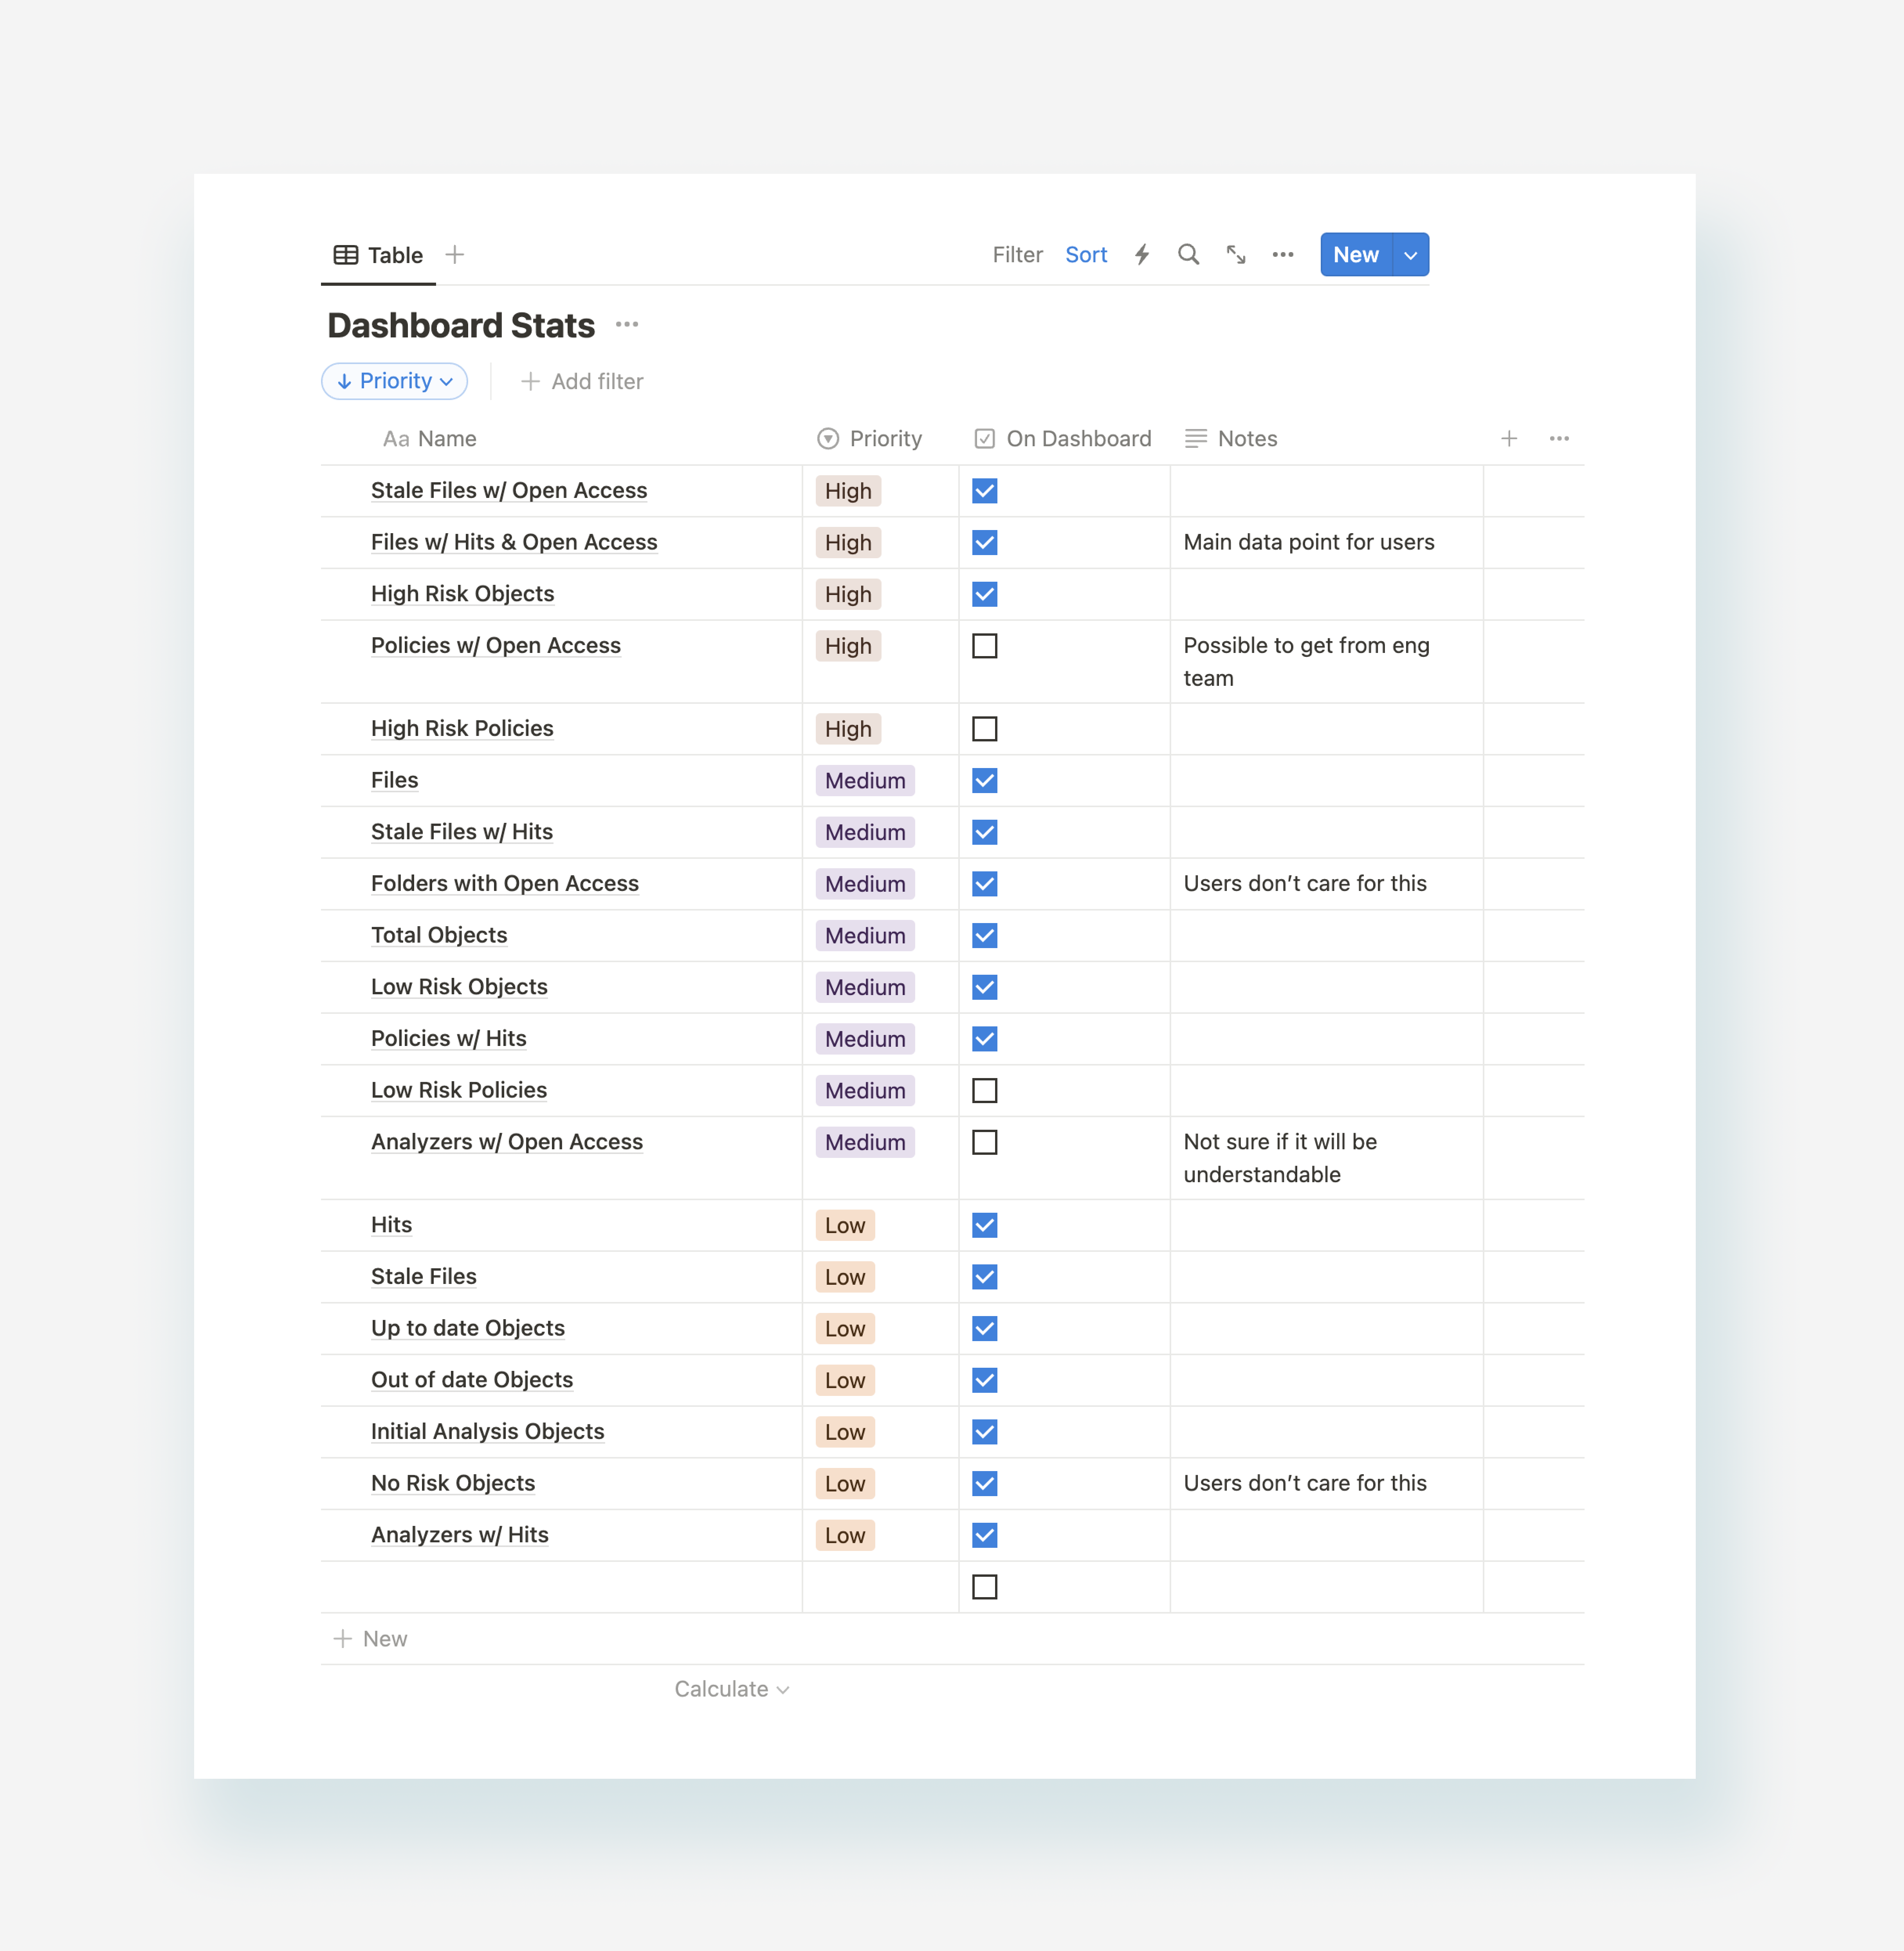 Table
Filter Sort New
Dashboard Stats
Priority Add filter
Aa Name Priority On Dashboard Notes
Stale Files w/ Open Access High
Files w/ Hits & Open Access High Main data point for users
High Risk Objects High
Policies w/ Open Access High Possible to get from eng
team
High Risk Policies High
Files Medium
Stale Files w/ Hits Medium
Folders with Open Access Medium Users don’t care for this
Total Objects Medium
Low Risk Objects Medium
Policies w/ Hits Medium
Low Risk Policies Medium
Analyzers w/ Open Access Medium Not sure if it will be
understandable
Hits Low
Stale Files Low
Up to date Objects Low
Out of date Objects Low
Initial Analysis Objects Low
No Risk Objects Low Users don’t care for this
Analyzers w/ Hits Low
New
Calculate